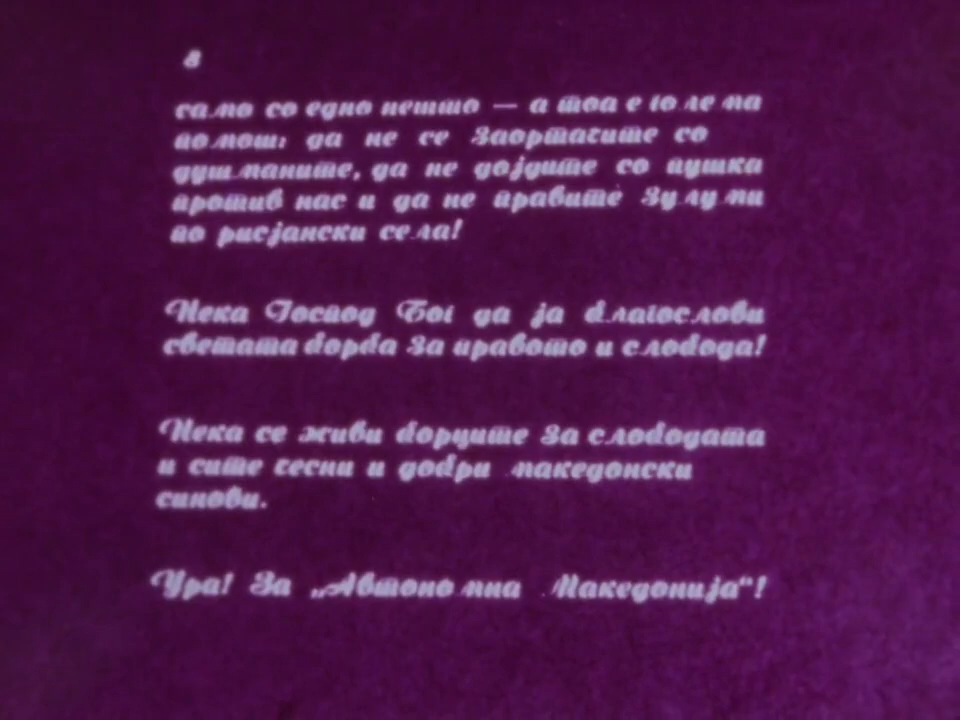 8
само со едно нешто — а тоа е голема
помош: да не се заортачите со
душманите, да не дојдите со пушка
против нас и да не правите зулуми
по рисјански села!
Нека Господ Бог да ја благослови
светата борба за правото и слобода!
Нека се живи борците за слободата
и сите чесни и добри македонски
синови.
Ура! За „Автономна Македонија“!